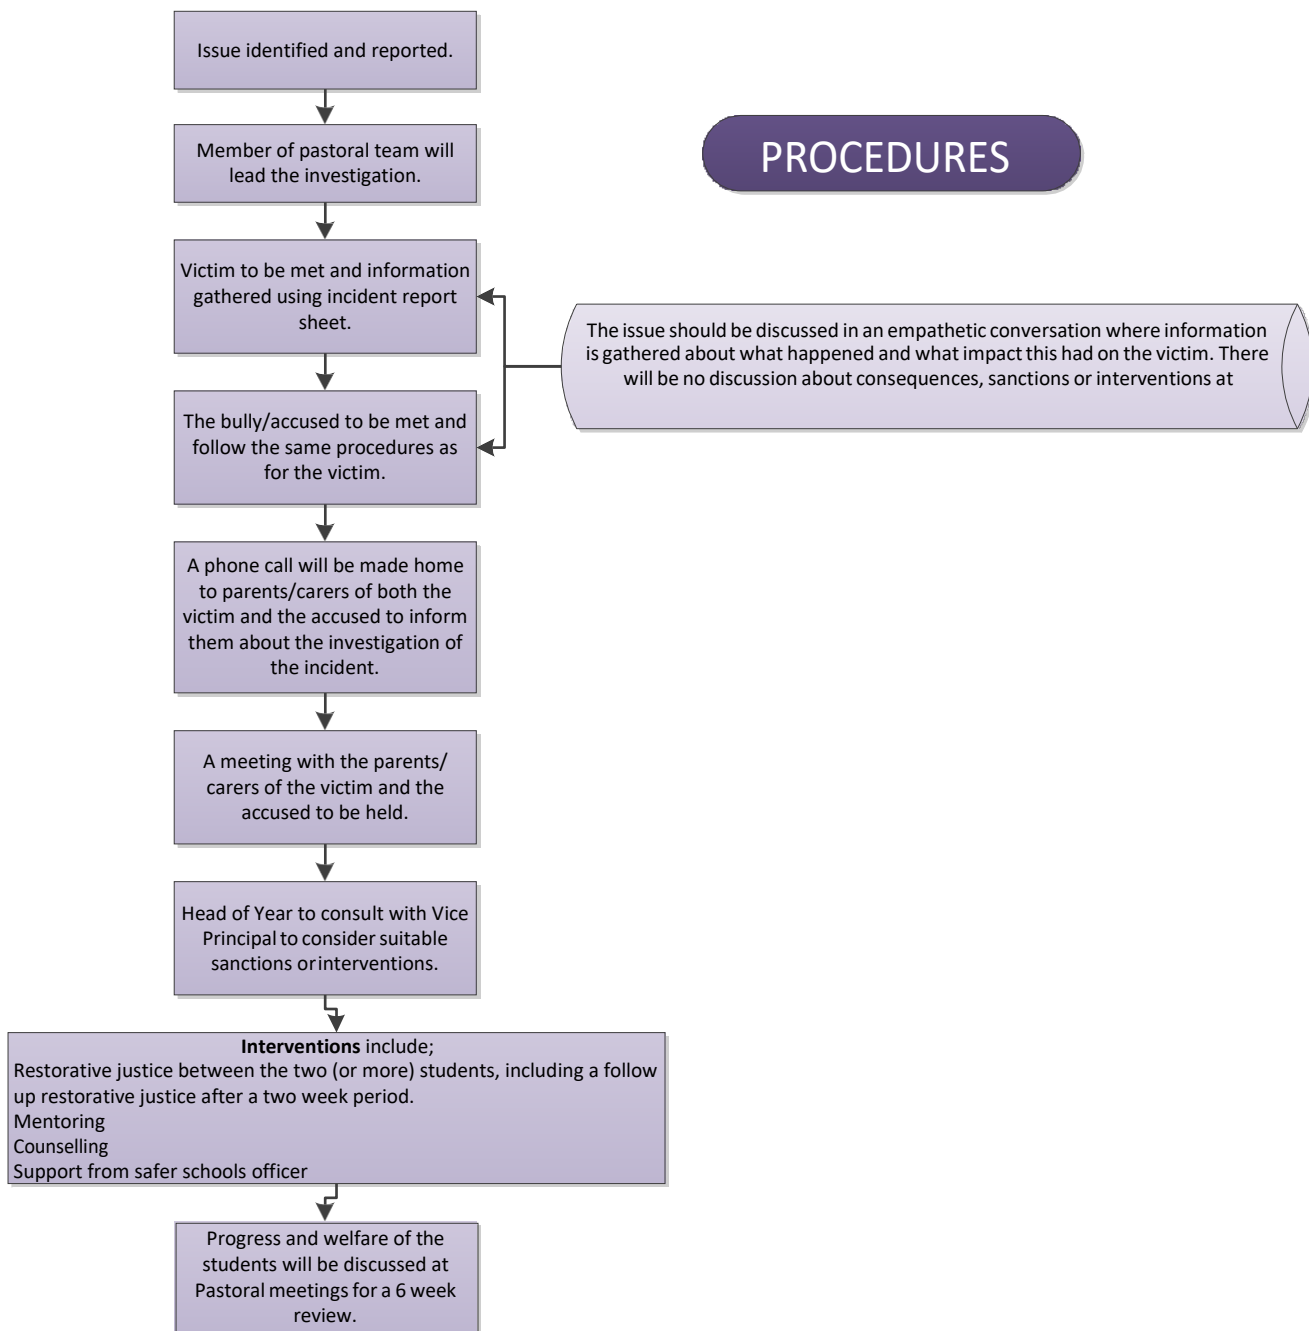 Issue identified and reported.
PROCEDURES
Member of pastoral team will
lead the investigation.
Victim to be met and information
gathered using incident report
sheet.
The issue should be discussed in an empathetic conversation where information
is gathered about what happened and what impact this had on the victim. There
will be no discussion about consequences, sanctions or interventions at
The bully/accused to be met and
follow the same procedures as
for the victim.
A phone call will be made home
to parents/carers of both the
victim and the accused to inform
them about the investigation of
the incident.
A meeting with the parents/
carers of the victim and the
accused to be held.
Head of Year to consult with Vice
Principal to consider suitable
sanctions or interventions.
Interventions include;
Restorative justice between the two (or more) students, including a follow
up restorative justice after a two week period.
Mentoring
Counselling
Support from safer schools officer
Progress and welfare of the
students will be discussed at
Pastoral meetings for a 6 week
review.